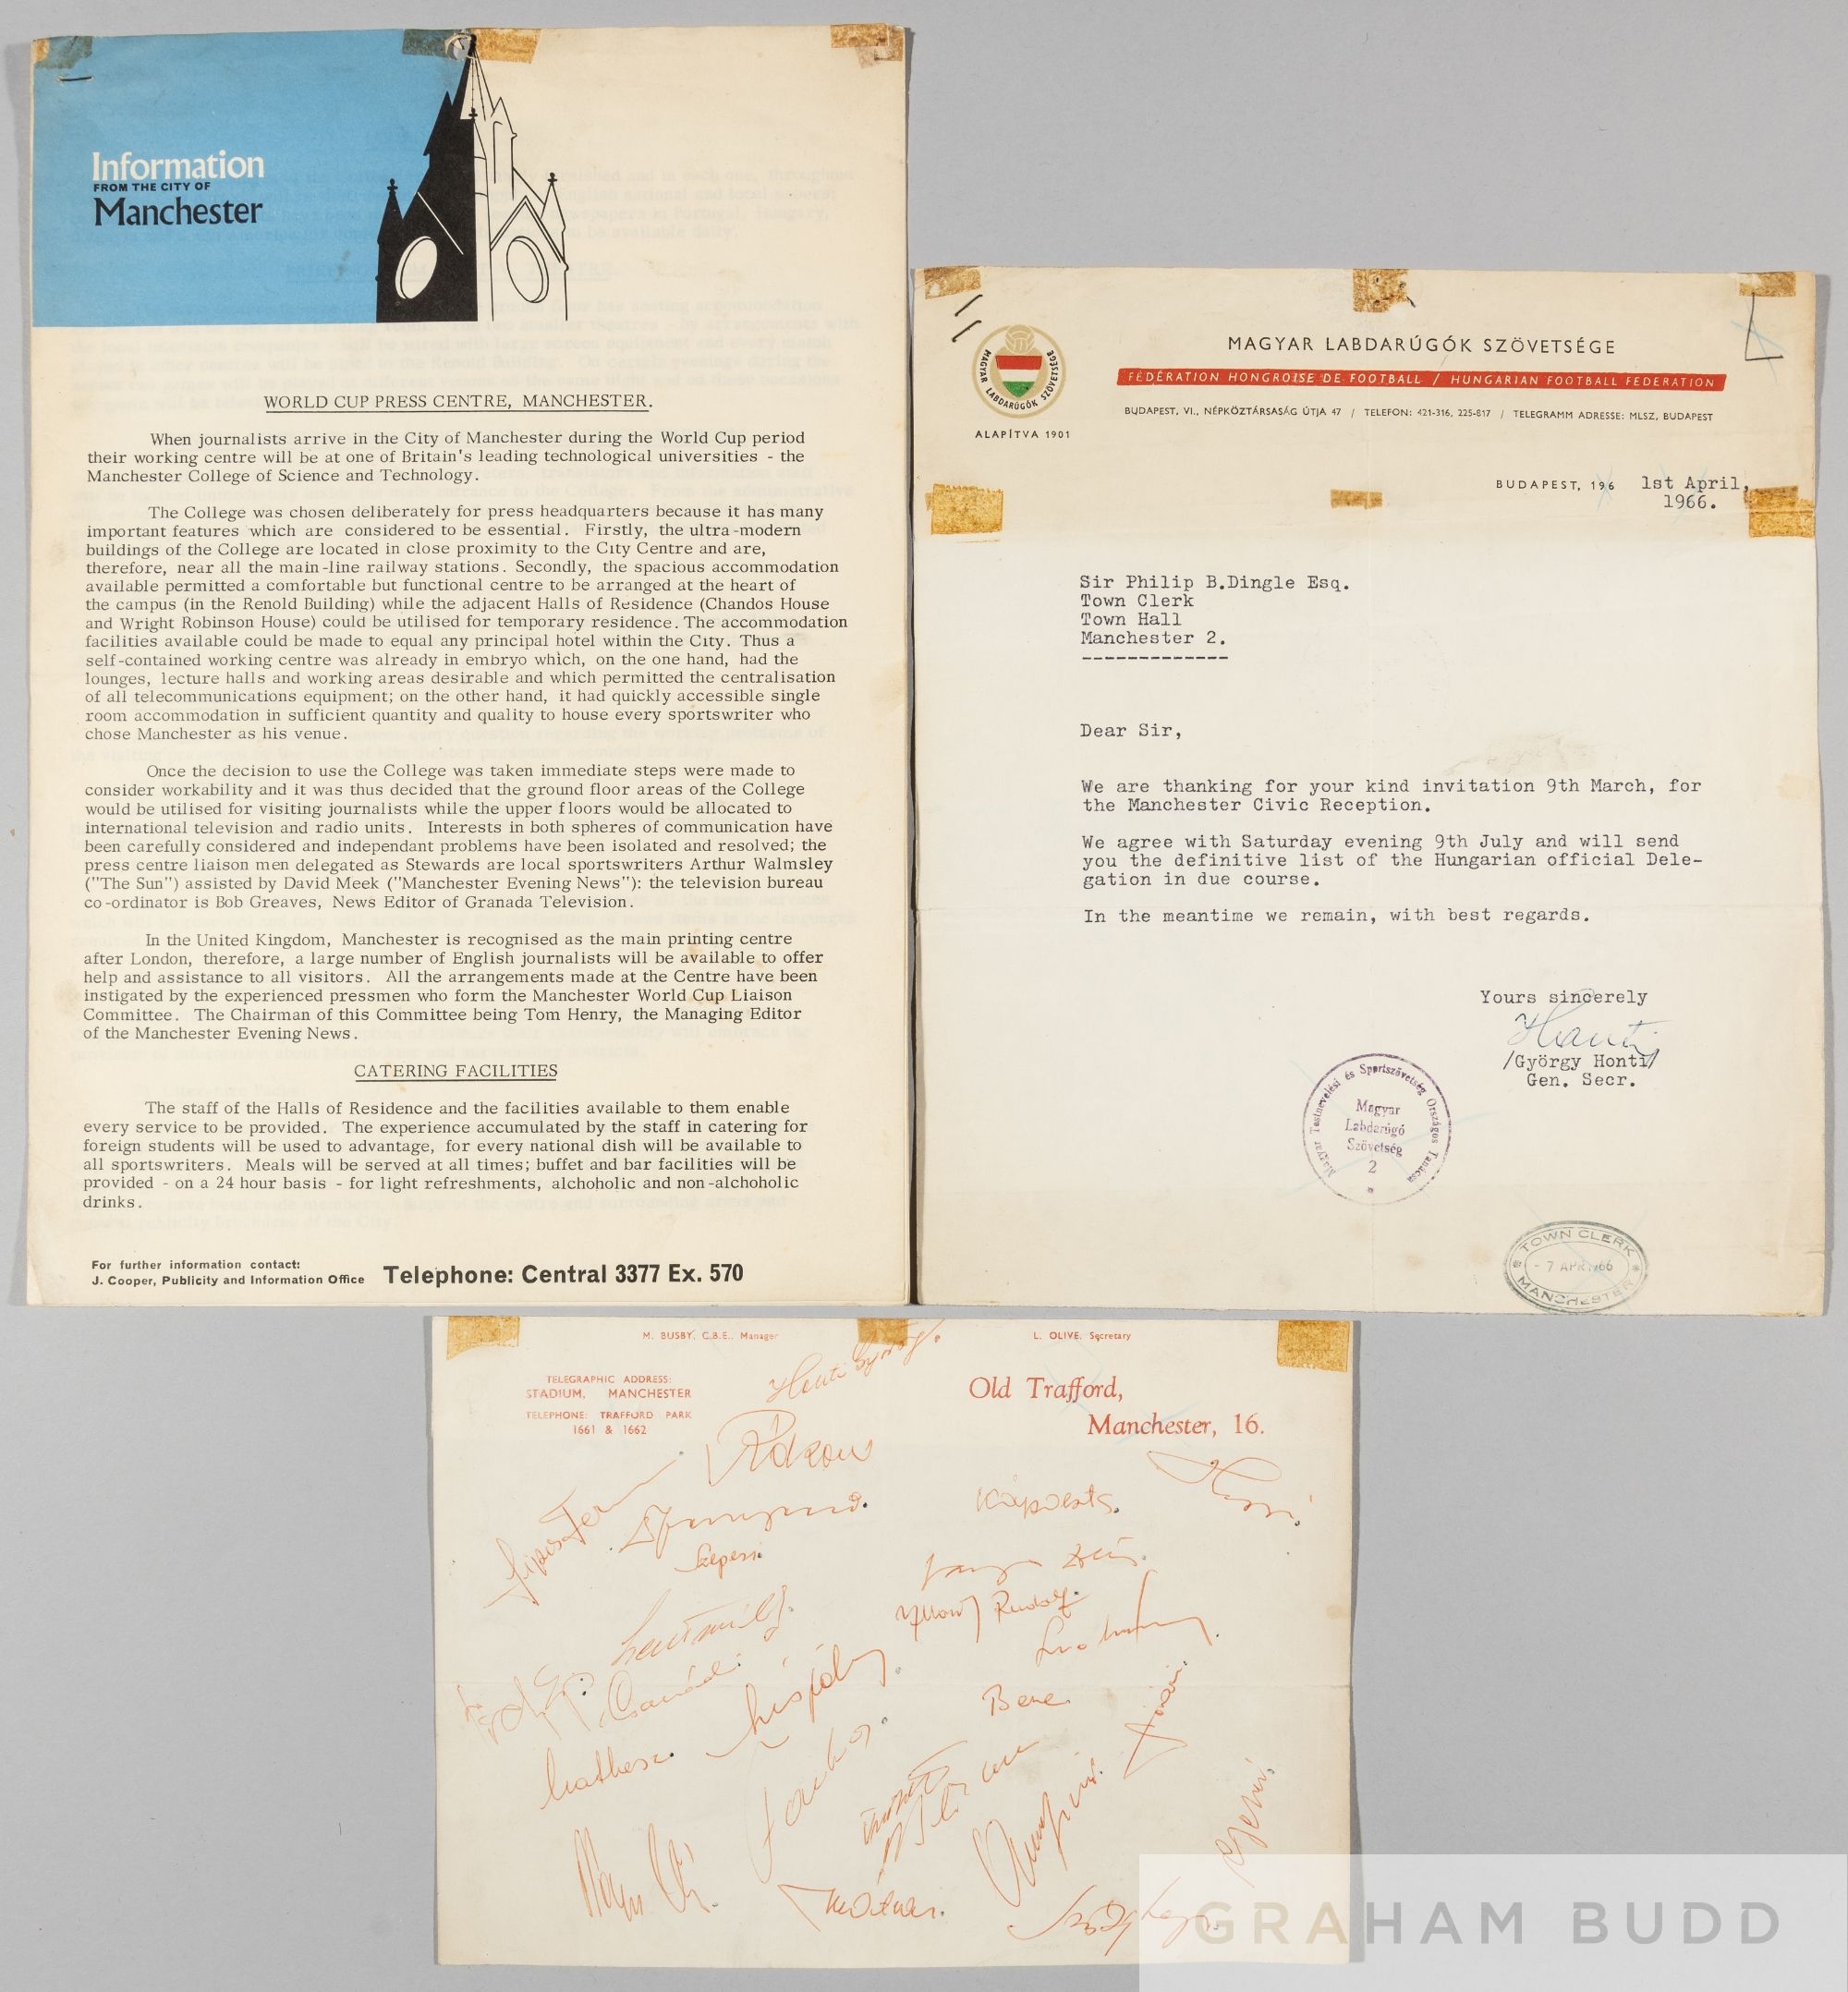 Information
FROM THE CITY OF
Manchester
WORLD CUP PRESS CENTRE, MANCHESTER.
When journalists arrive in the City of Manchester during the World Cup period
their working centre will be at one of Britain's leading technological universities - the
Manchester College of Science and Technology.
The College was chosen deliberately for press headquarters because it has many
important features which are considered to be essential. Firstly, the ultra-modern
buildings of the College are located in close proximity to the City Centre and are,
therefore, near all the main-line railway stations. Secondly, the spacious accommodation
available permitted a comfortable but functional centre to be arranged at the heart of
the campus (in the Renold Building) while the adjacent Halls of Residence (Chandos House
and Wright Robinson House) could be utilised for temporary residence. The accommodation
facilities available could be made to equal any principal hotel within the City. Thus a
self-contained working centre was already in embryo which, on the one hand, had the
lounges, lecture halls and working areas desirable and which permitted the centralisation
of all telecommunications equipment; on the other hand, it had quickly accessible single
room accommodation in sufficient quantity and quality to house every sportswriter who
chose Manchester as his venue.
Once the decision to use the College was taken immediate steps were made to
consider workability and it was thus decided that the ground floor areas of the College
would be utilised for visiting journalists while the upper floors would be allocated to
international television and radio units. Interests in both spheres of communication have
been carefully considered and independant problems have been isolated and resolved; the
press centre liaison men delegated as Stewards are local sportswriters Arthur Walmsley
("The Sun") assisted by David Meek ("Manchester Evening News"): the television bureau
co-ordinator is Bob Greaves, News Editor of Granada Television.
In the United Kingdom, Manchester is recognised as the main printing centre
after London, therefore, a large number of English journalists will be available to offer
help and assistance to all visitors. All the arrangements made at the Centre have been
instigated by the experienced pressmen who form the Manchester World Cup Liaison
Committee. The Chairman of this Committee being Tom Henry, the Managing Editor
of the Manchester Evening News.
CATERING FACILITIES
The staff of the Halls of Residence and the facilities available to them enable
every service to be provided. The experience accumulated by the staff in catering for
foreign students will be used to advantage, for every national dish will be available to
all sportswriters. Meals will be served at all times; buffet and bar facilities will be
provided - on a 24 hour basis - for light refreshments, alchoholic and non-alchoholic
drinks.
For further information contact:
J. Cooper, Publicity and Information Office
Telephone: Central 3377 Ex. 570
MAGYAR LABDARÚGÓK SZÖVETSÉGE
ALAPÍTVA 1901
MAGYAR LABDARÚGÓK SZÖVETSÉGE
FÉDÉRATION HONGROISE DE FOOTBALL / HUNGARIAN FOOTBALL FEDERATION
BUDAPEST, VI., NÉPKÖZTÁRSASÁG ÚTJA 47 / TELEFON: 421-316, 225-817 / TELEGRAMM ADRESSE: MLSZ, BUDAPEST
BUDAPEST, 196 1st April,
1966.
Sir Philip B.Dingle Esq.
Town Clerk
Town Hall
Manchester 2.
-------------
Dear Sir,
We are thanking for your kind invitation 9th March, for
the Manchester Civic Reception.
We agree with Saturday evening 9th July and will send
you the definitive list of the Hungarian official Dele-
gation in due course.
In the meantime we remain, with best regards.
Yours sincerely
Honti
/György Honti/
Gen. Secr.
Magyar Testnevelési és Sportszövetség Országos Tanácsa
Magyar
Labdarúgó
Szövetség
2
TOWN CLERK
- 7 APR 1966
MANCHESTER
M. BUSBY, C.B.E., Manager
L. OLIVE, Secretary
TELEGRAPHIC ADDRESS:
STADIUM, MANCHESTER
TELEPHONE: TRAFFORD PARK
1661 & 1662
Old Trafford,
Manchester, 16.
Honti György
Káposzta
Szepesi
Rudolf
Bene
Mathesz
Farkas
Molnár
GRAHAM BUDD